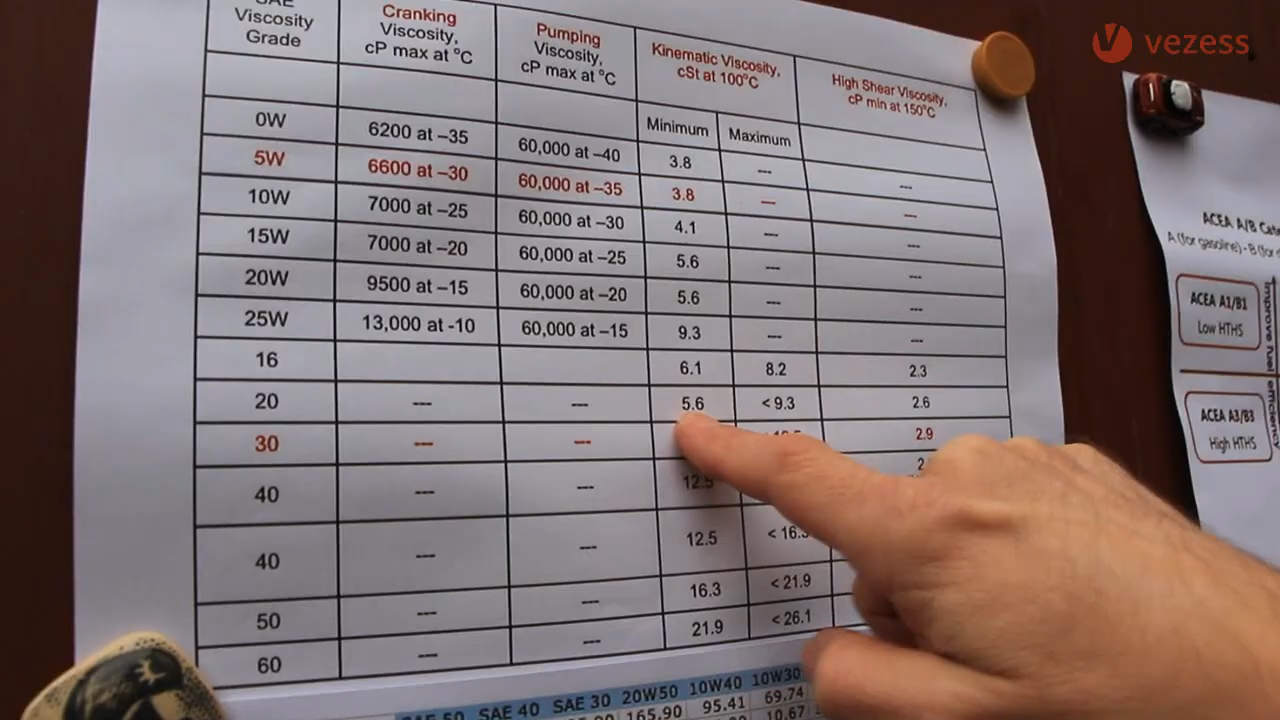 vezess
SAE
Viscosity
Grade
Cranking
Viscosity,
cP max at °C
Pumping
Viscosity,
cP max at °C
Kinematic Viscosity,
cSt at 100°C
High Shear Viscosity,
cP min at 150°C
Minimum
Maximum
0W 6200 at –35 60,000 at –40 3.8 --- ---
5W 6600 at –30 60,000 at –35 3.8 --- ---
10W 7000 at –25 60,000 at –30 4.1 --- ---
15W 7000 at –20 60,000 at –25 5.6 --- ---
20W 9500 at –15 60,000 at –20 5.6 --- ---
25W 13,000 at -10 60,000 at –15 9.3 --- ---
16 6.1 8.2 2.3
20 --- --- 5.6 < 9.3 2.6
30 --- --- 2.9
40 --- --- 12.5
40 --- --- 12.5 < 16.3
50 --- --- 16.3 < 21.9
60 --- --- 21.9 < 26.1
SAE 50 SAE 40 SAE 30 20W50 10W40 10W30
165,90 95.41 69.74
10,67
ACEA A/B
A (for gasoline) - B (for
ACEA A1/B1
Low HTHS
ACEA A3/B3
High HTHS
Improve fuel efficiency